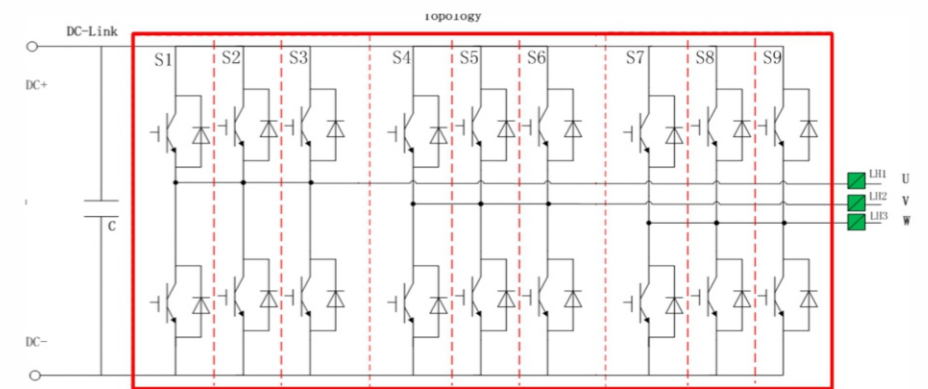 Topology
DC-Link
S1 S2 S3 S4 S5 S6 S7 S8 S9
DC+
LH1 U
LH2 V
C
LH3 W
DC-